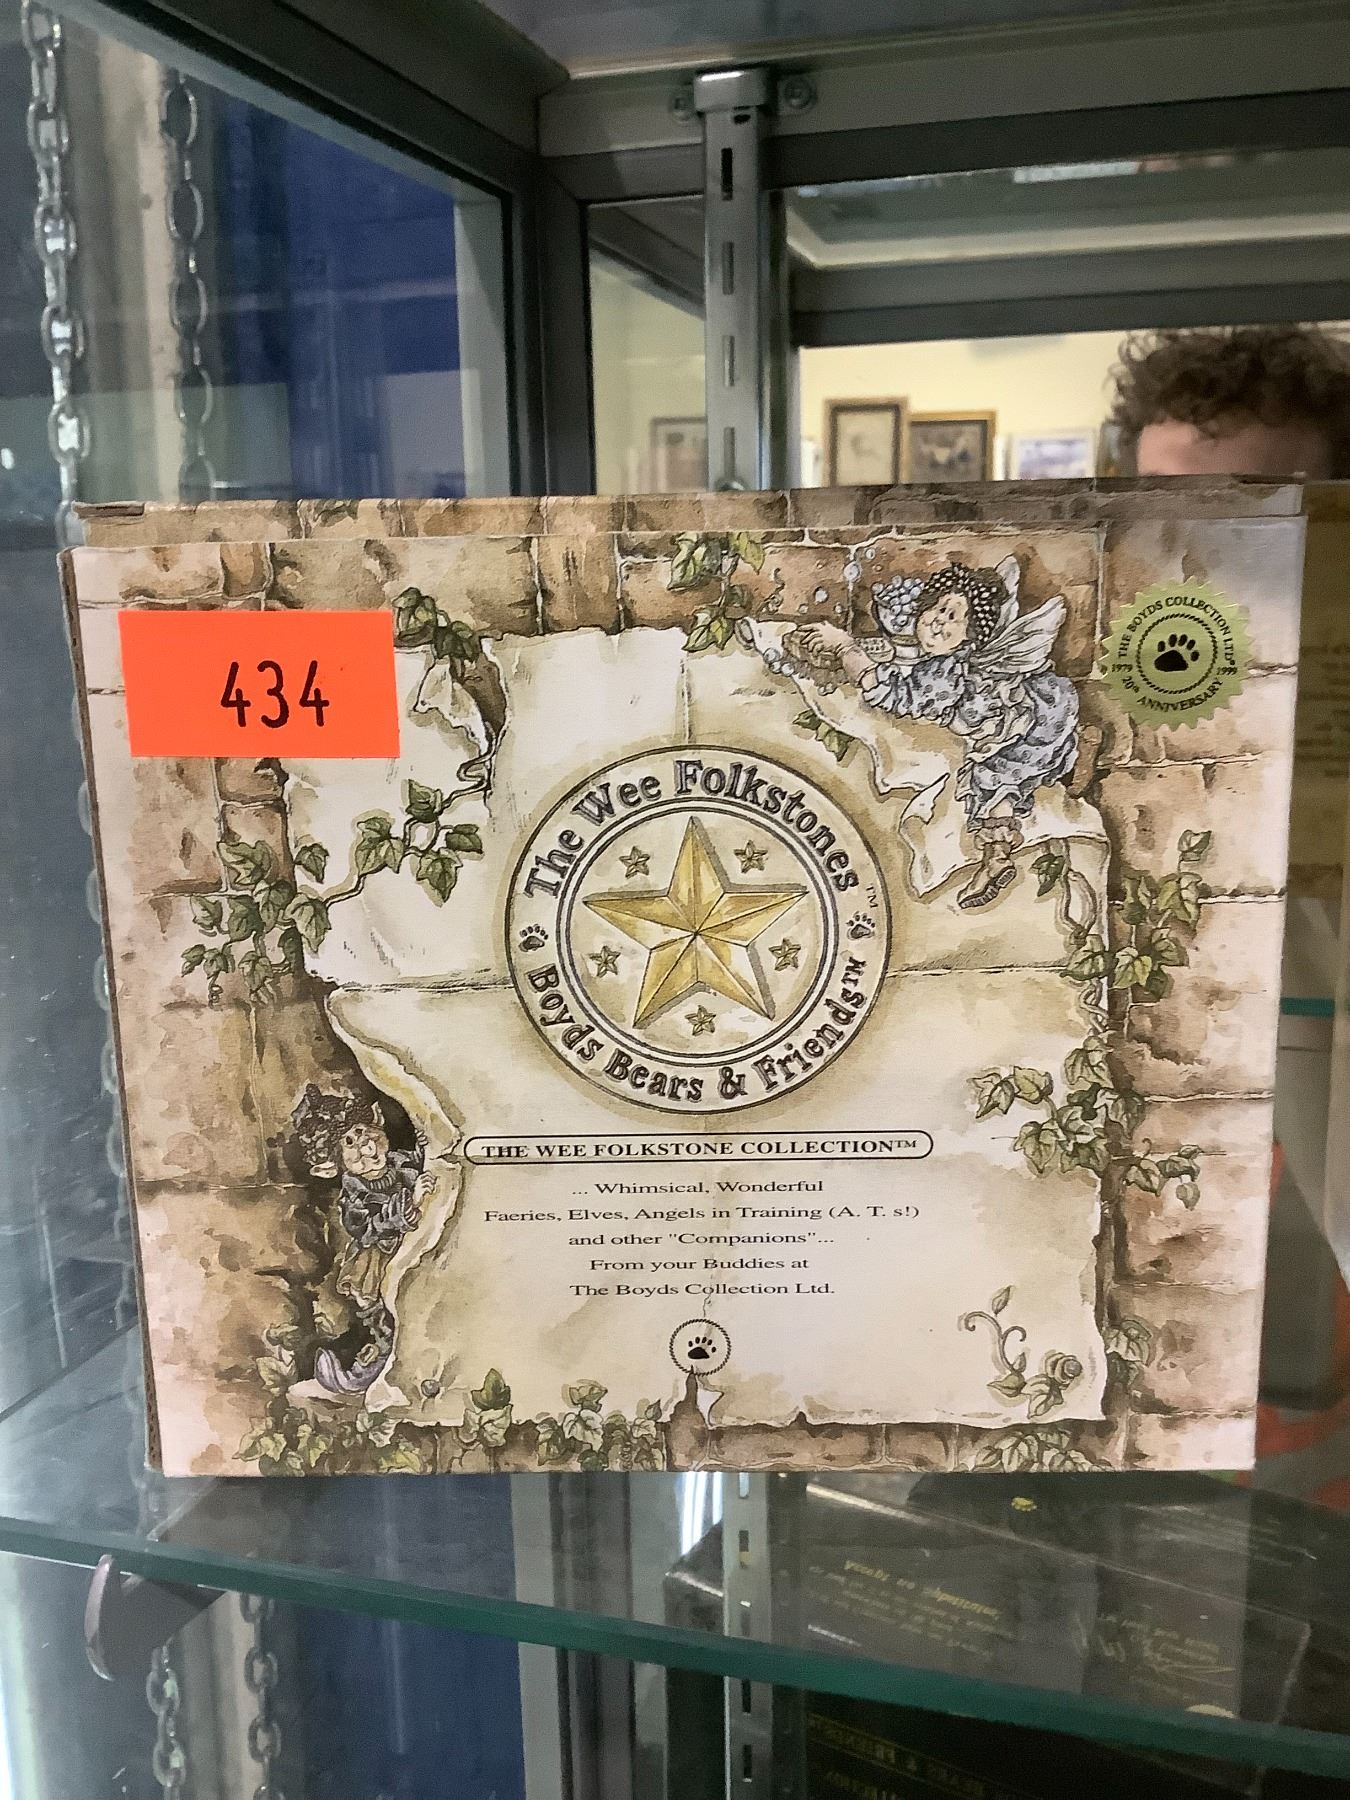 434
THE BOYDS COLLECTION LTD®
1979 1999
20th ANNIVERSARY
The Wee Folkstones™
Boyds Bears & Friends™
THE WEE FOLKSTONE COLLECTION™
... Whimsical, Wonderful
Faeries, Elves, Angels in Training (A. T. s!)
and other "Companions"...
From your Buddies at
The Boyds Collection Ltd.